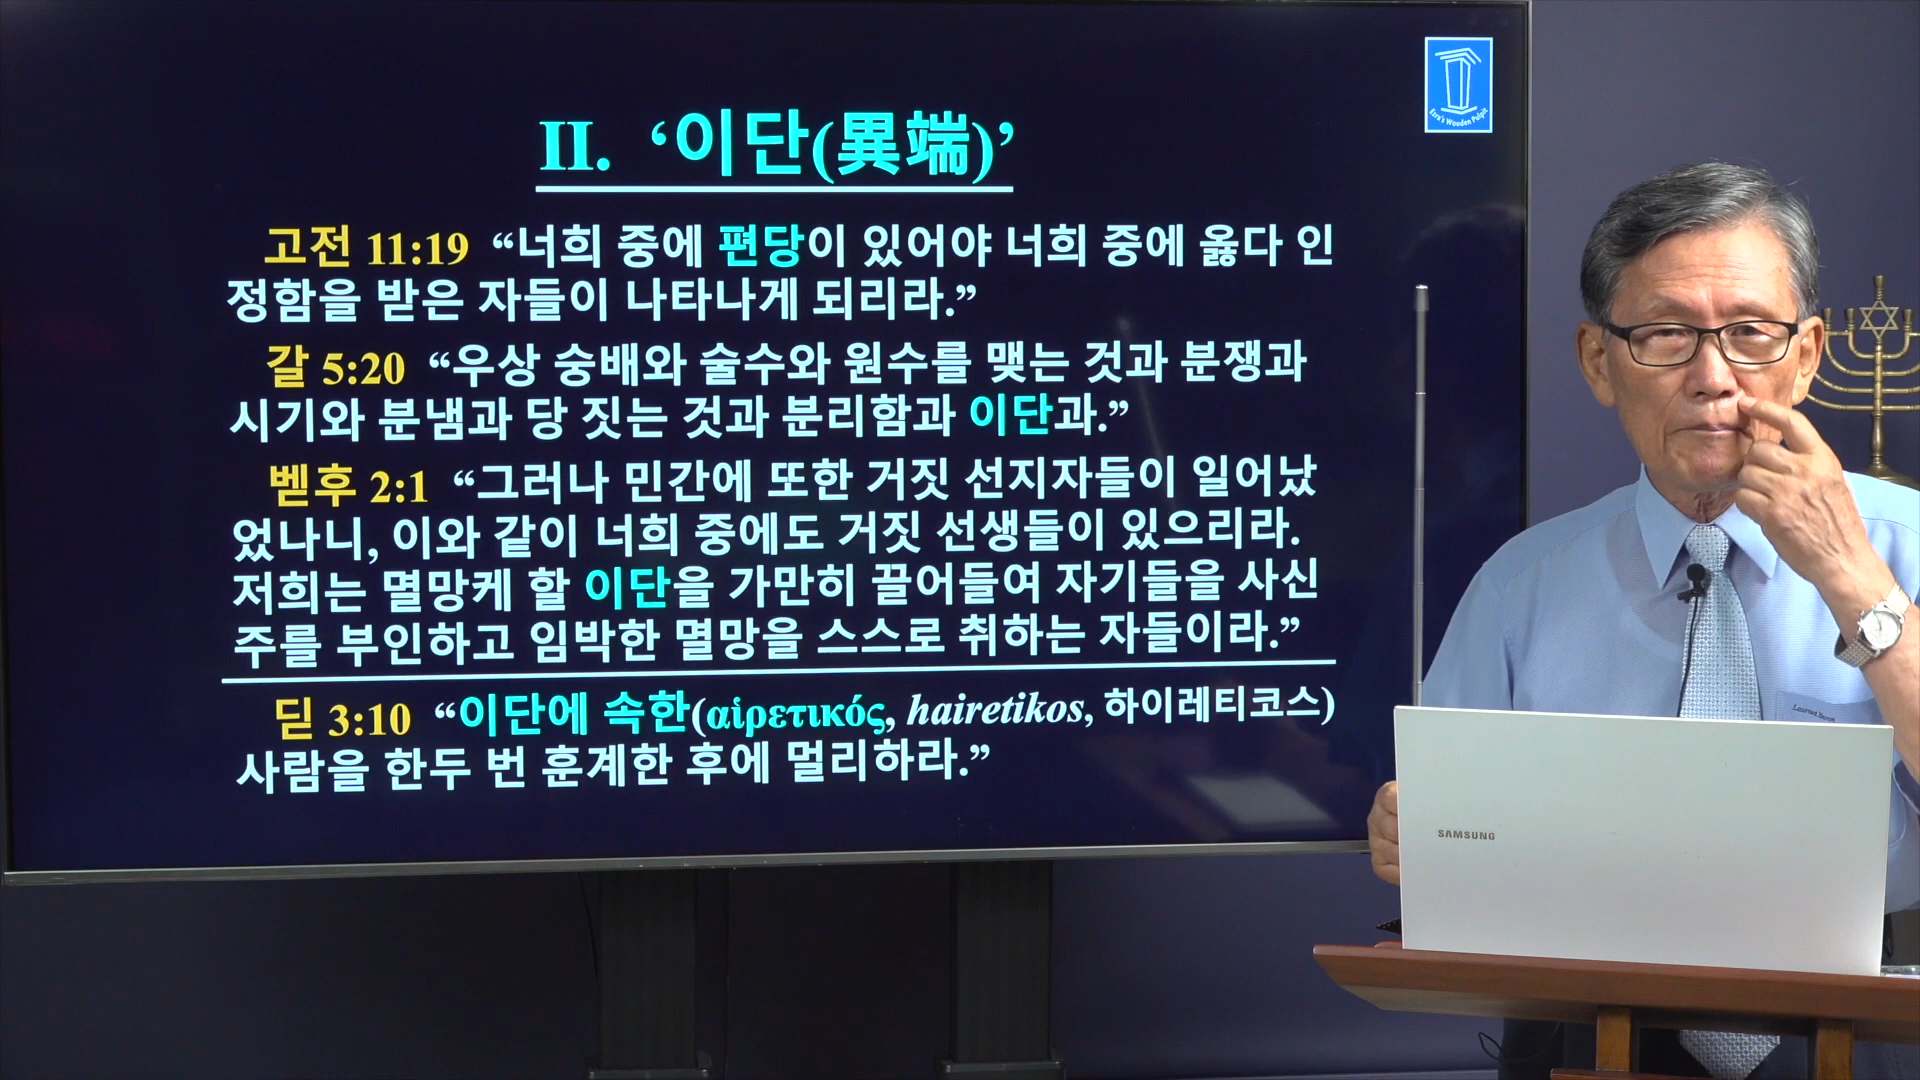 II. ‘이단(異端)’
고전 11:19 “너희 중에 편당이 있어야 너희 중에 옳다 인
정함을 받은 자들이 나타나게 되리라.”
갈 5:20 “우상 숭배와 술수와 원수를 맺는 것과 분쟁과
시기와 분냄과 당 짓는 것과 분리함과 이단과.”
벧후 2:1 “그러나 민간에 또한 거짓 선지자들이 일어났
었나니, 이와 같이 너희 중에도 거짓 선생들이 있으리라.
저희는 멸망케 할 이단을 가만히 끌어들여 자기들을 사신
주를 부인하고 임박한 멸망을 스스로 취하는 자들이라.”
딛 3:10 “이단에 속한(αἱρετικός, hairetikos, 하이레티코스)
사람을 한두 번 훈계한 후에 멀리하라.”
Ezra's Wooden Pulpit
SAMSUNG